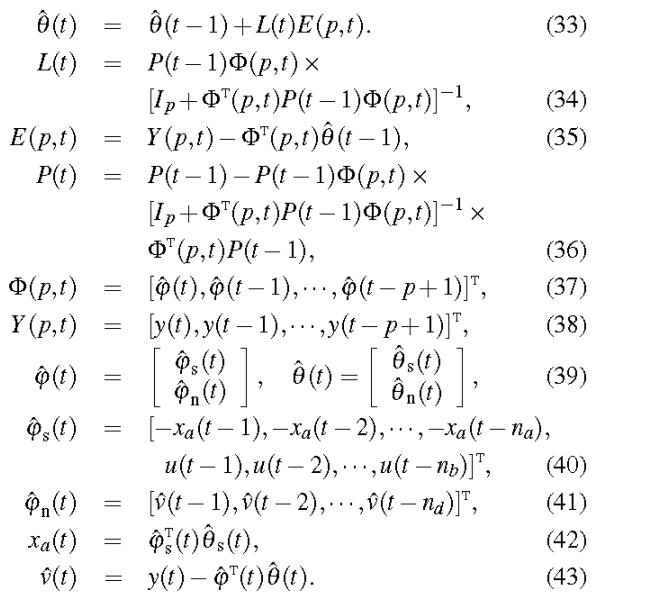 θ̂(t) = θ̂(t−1)+L(t)E(p,t). (33)
L(t) = P(t−1)Φ(p,t)×
[I_p+Φ^T(p,t)P(t−1)Φ(p,t)]^{−1}, (34)
E(p,t) = Y(p,t)−Φ^T(p,t)θ̂(t−1), (35)
P(t) = P(t−1)−P(t−1)Φ(p,t)×
[I_p+Φ^T(p,t)P(t−1)Φ(p,t)]^{−1}×
Φ^T(p,t)P(t−1), (36)
Φ(p,t) = [φ̂(t),φ̂(t−1),⋯,φ̂(t−p+1)]^T, (37)
Y(p,t) = [y(t),y(t−1),⋯,y(t−p+1)]^T, (38)
φ̂(t) = [φ̂_s(t); φ̂_n(t)], θ̂(t)=[θ̂_s(t); θ̂_n(t)], (39)
φ̂_s(t) = [−x_a(t−1),−x_a(t−2),⋯,−x_a(t−n_a),
u(t−1),u(t−2),⋯,u(t−n_b)]^T, (40)
φ̂_n(t) = [v̂(t−1),v̂(t−2),⋯,v̂(t−n_d)]^T, (41)
x_a(t) = φ̂_s^T(t)θ̂_s(t), (42)
v̂(t) = y(t)−φ̂^T(t)θ̂(t). (43)